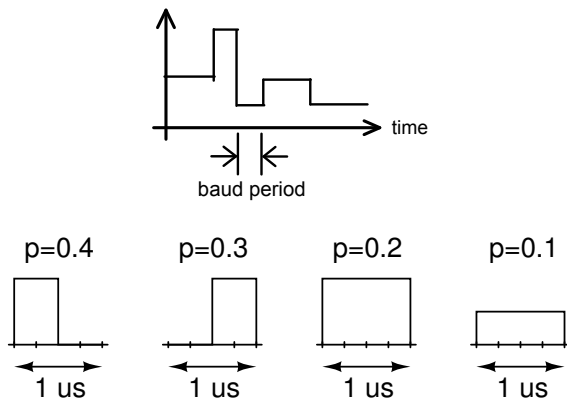 time
baud period
p=0.4 p=0.3 p=0.2 p=0.1
1 us 1 us 1 us 1 us